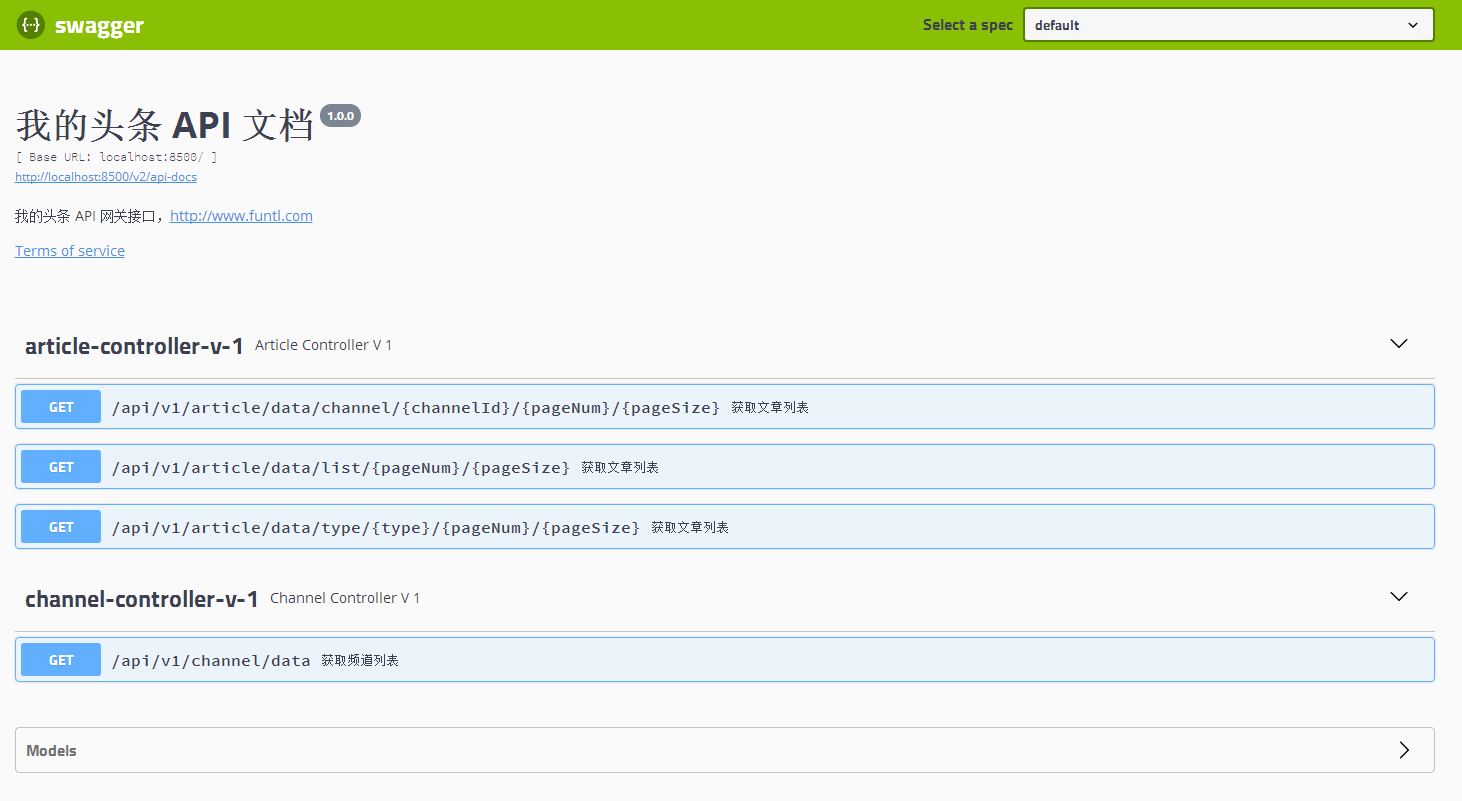 swagger Select a spec default
我的头条 API 文档 1.0.0
[ Base URL: localhost:8500/ ]
http://localhost:8500/v2/api-docs
我的头条 API 网关接口，http://www.funtl.com
Terms of service
article-controller-v-1 Article Controller V 1
GET /api/v1/article/data/channel/{channelId}/{pageNum}/{pageSize} 获取文章列表
GET /api/v1/article/data/list/{pageNum}/{pageSize} 获取文章列表
GET /api/v1/article/data/type/{type}/{pageNum}/{pageSize} 获取文章列表
channel-controller-v-1 Channel Controller V 1
GET /api/v1/channel/data 获取频道列表
Models